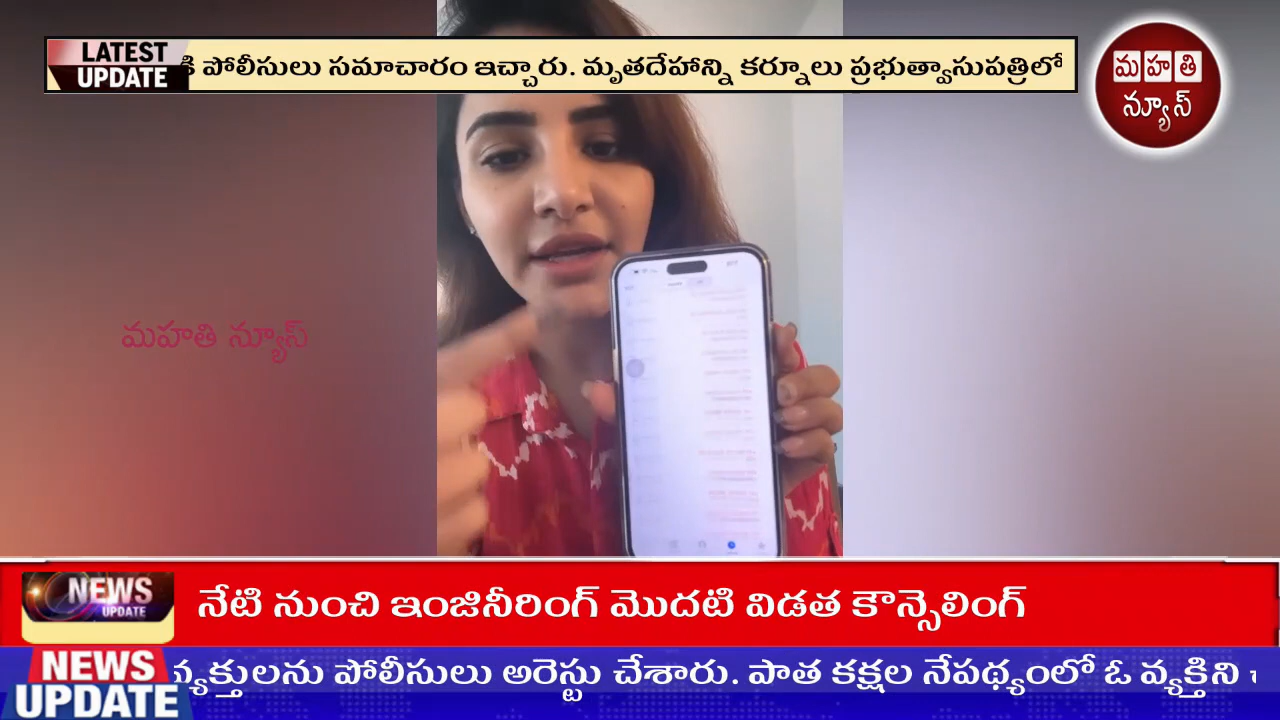 LATEST
UPDATE
కి పోలీసులు సమాచారం ఇచ్చారు. మృతదేహాన్ని కర్నూలు ప్రభుత్వాసుపత్రిలో
మహతి
న్యూస్
మహతి న్యూస్
NEWS
UPDATE
నేటి నుంచి ఇంజినీరింగ్ మొదటి విడత కౌన్సెలింగ్
NEWS
UPDATE
వ్యక్తులను పోలీసులు అరెస్టు చేశారు. పాత కక్షల నేపథ్యంలో ఓ వ్యక్తిని